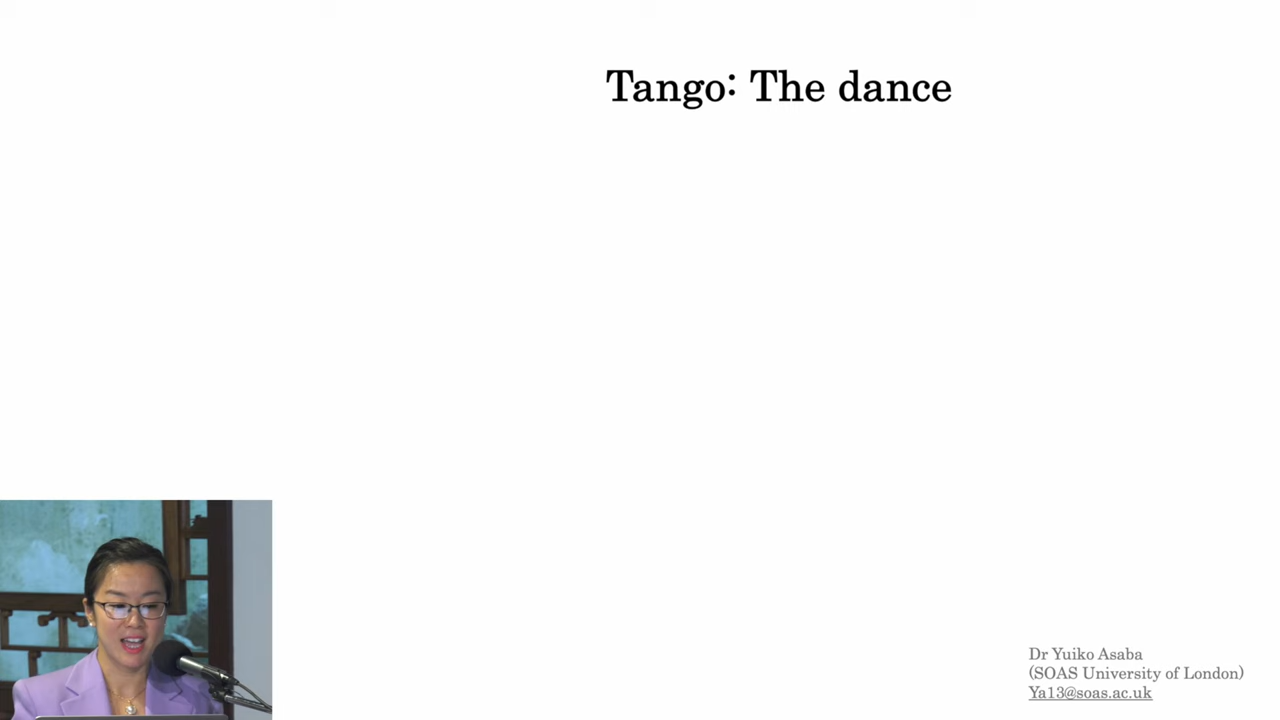 Tango: The dance
Dr Yuiko Asaba
(SOAS University of London)
Ya13@soas.ac.uk